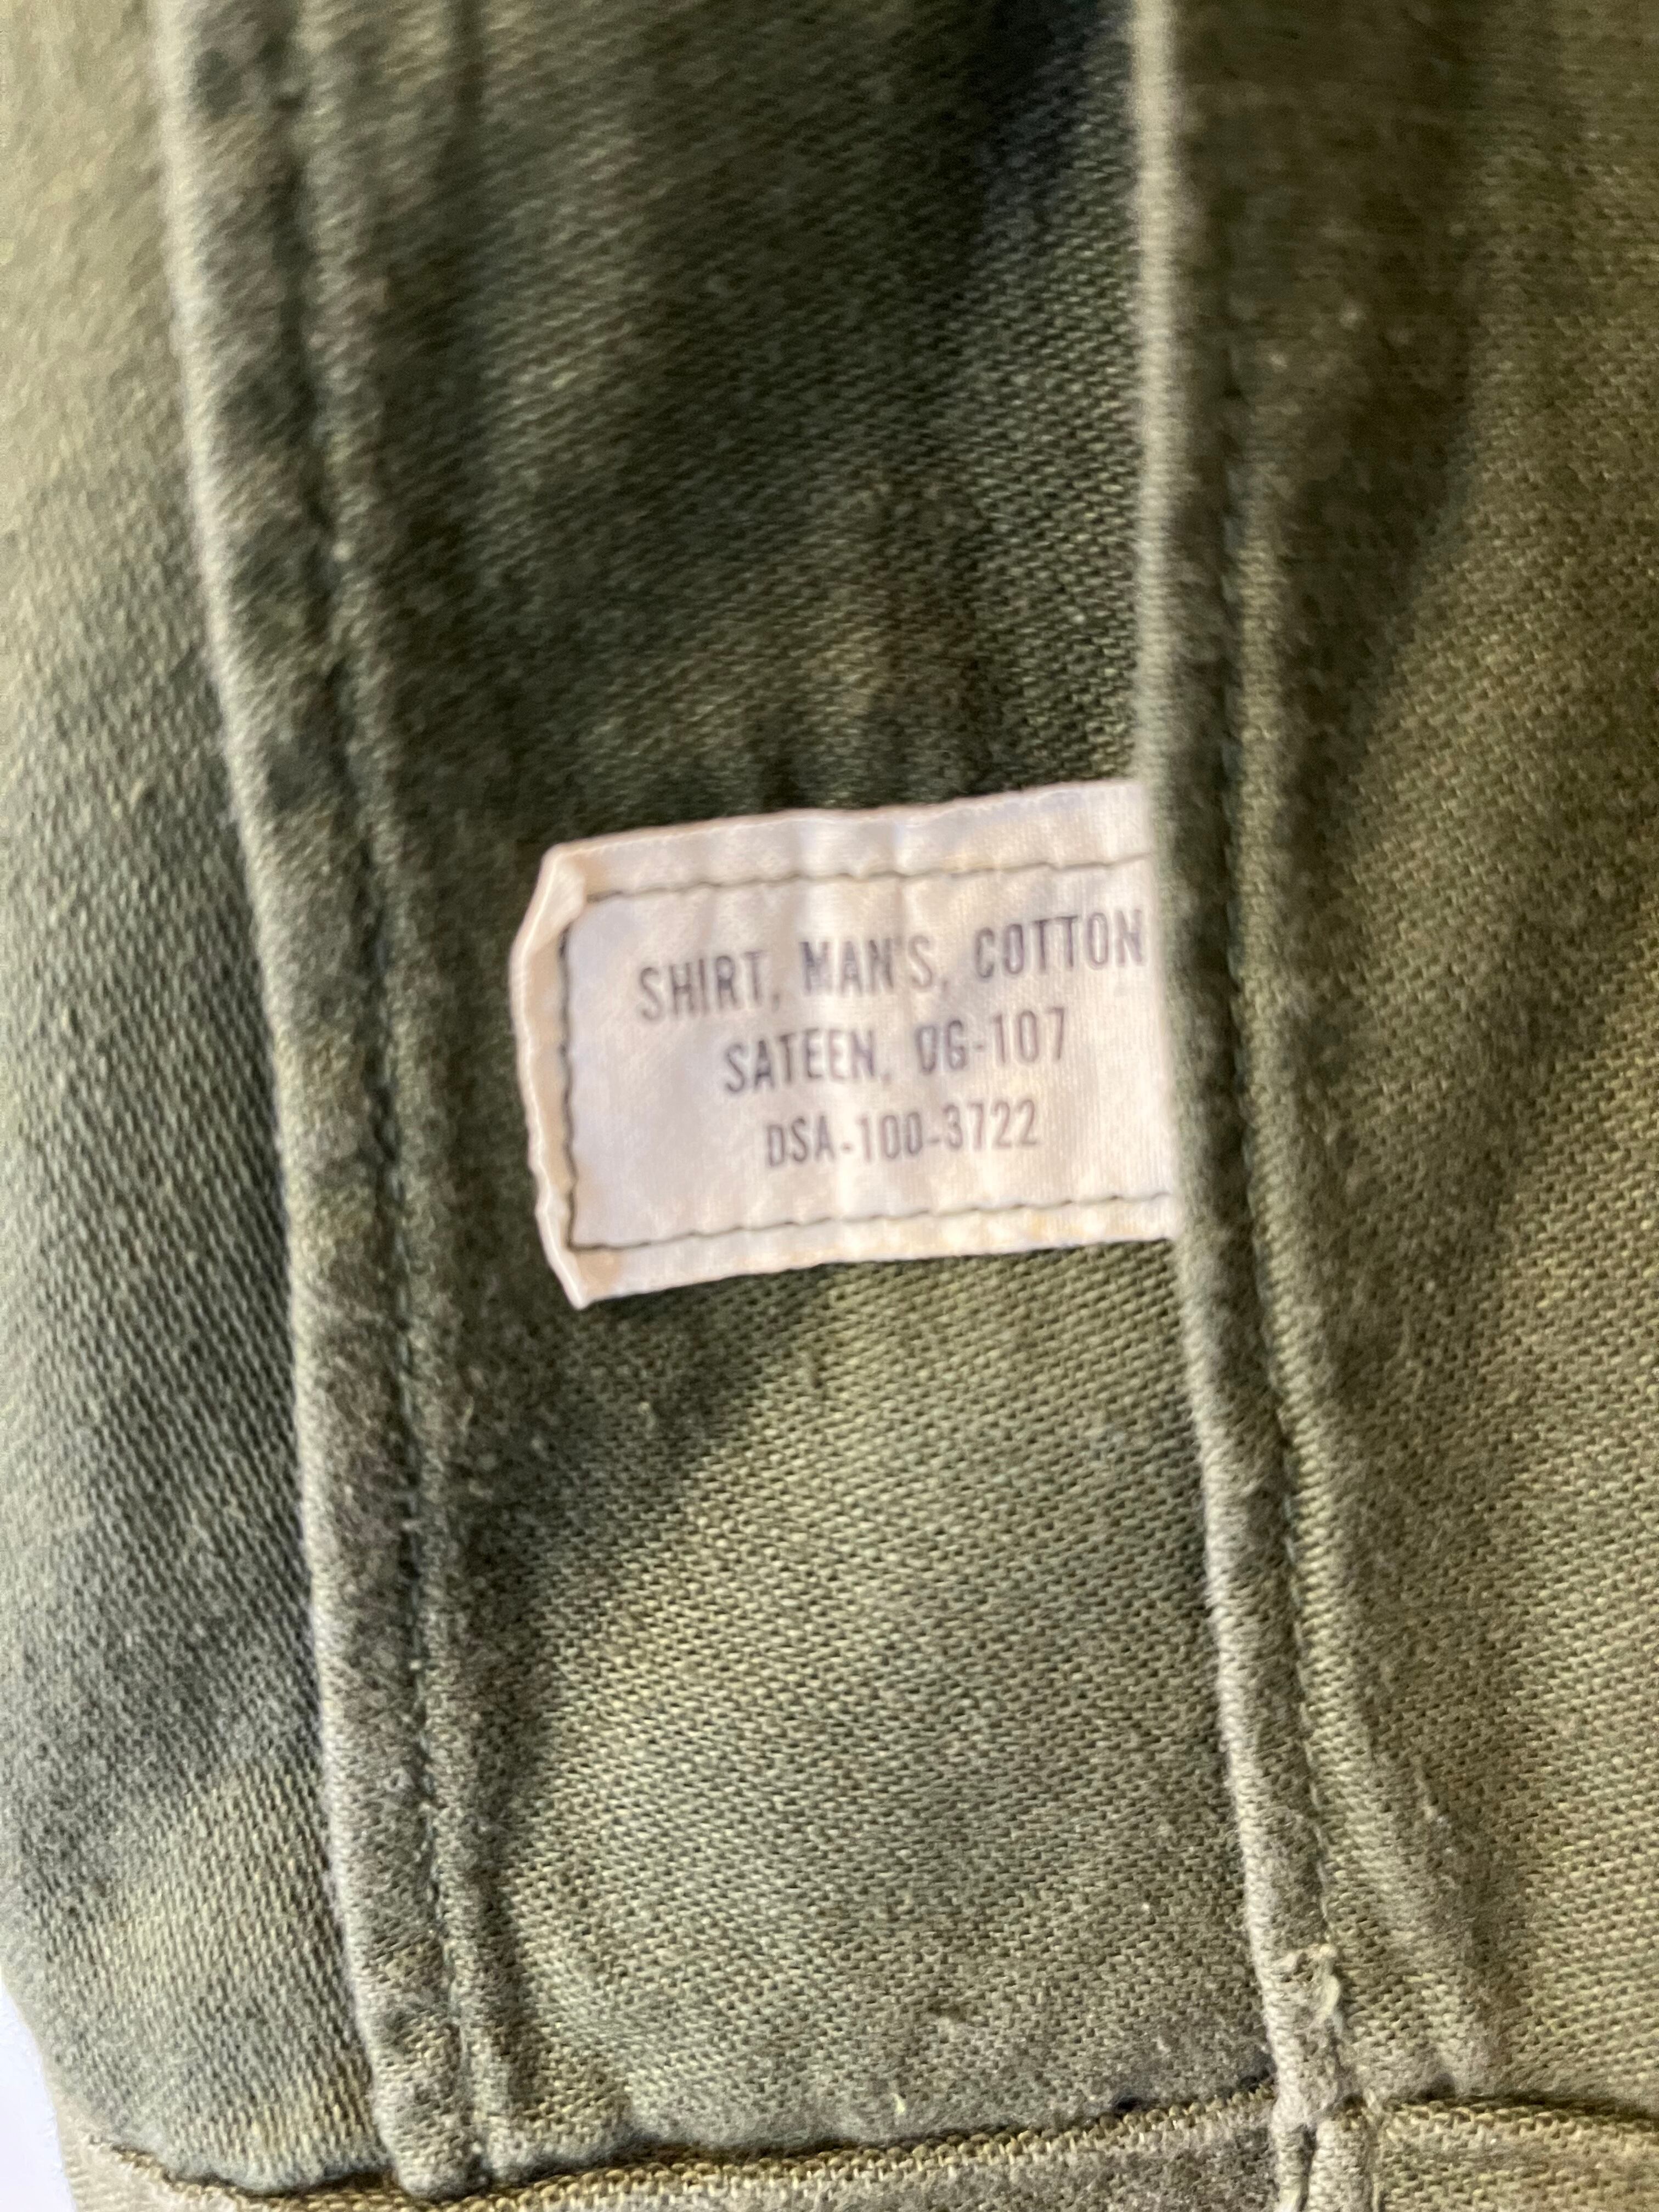 SHIRT, MAN'S, COTTON
SATEEN, OG-107
DSA-100-3722